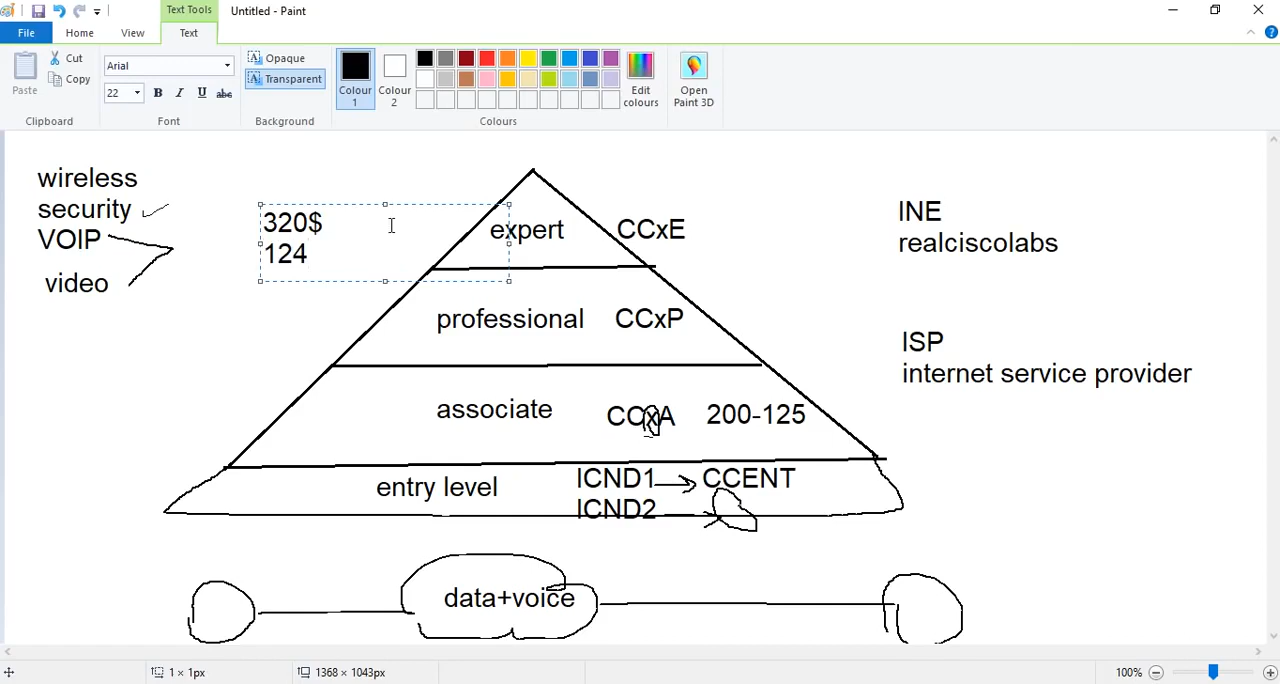 Text Tools
Untitled - Paint
File
Home
View
Text
Paste
Cut
Copy
Clipboard
Arial
22
B I U abc
Font
Opaque
Transparent
Background
Colour 1
Colour 2
Edit colours
Colours
Open Paint 3D
wireless
security
VOIP
video
320$
124
expert CCxE
professional CCxP
associate CCxA 200-125
entry level
ICND1 CCENT
ICND2
INE
realciscolabs
ISP
internet service provider
data+voice
1 × 1px
1368 × 1043px
100%